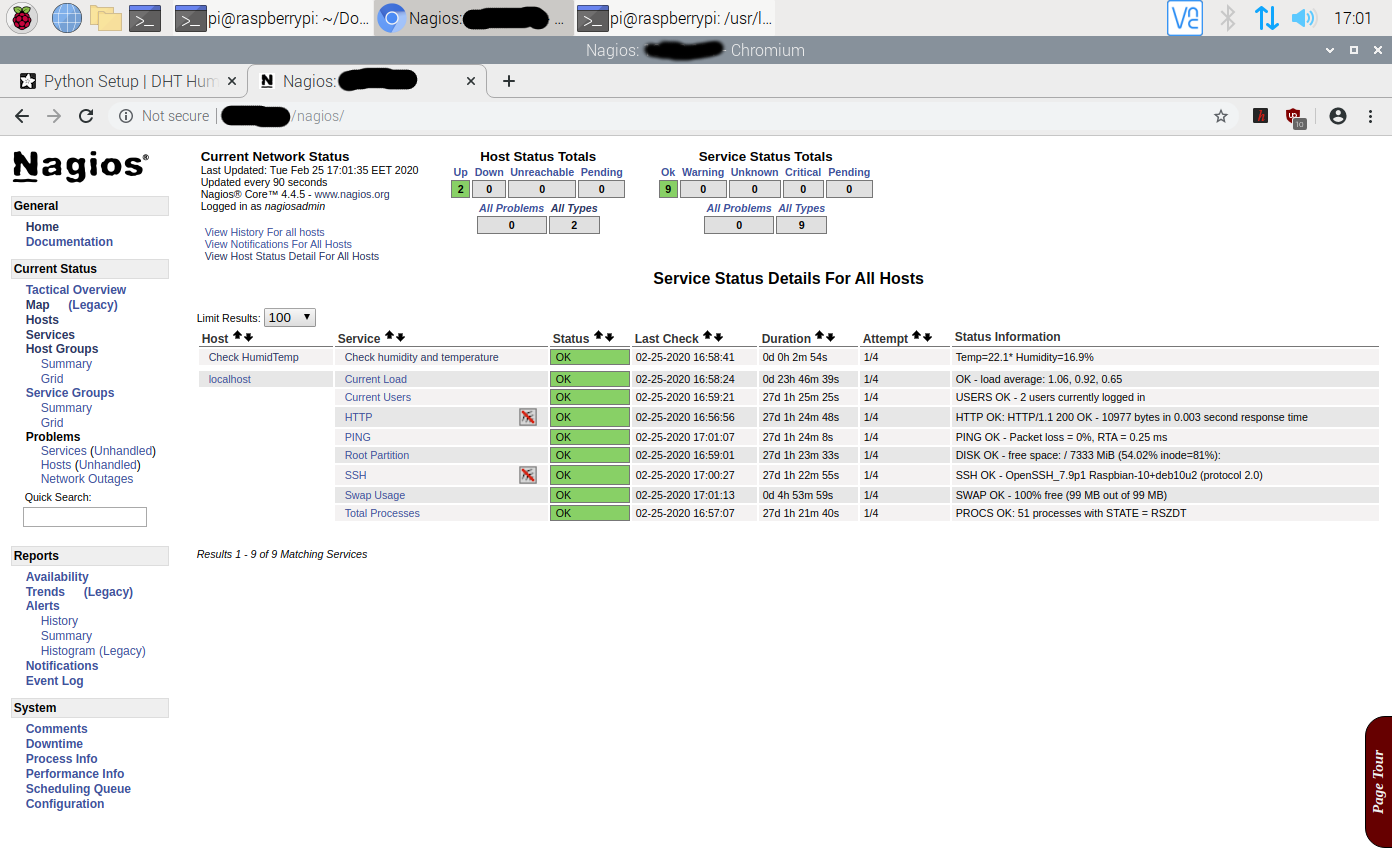 pi@raspberrypi: ~/Do... Nagios: ... pi@raspberrypi: /usr/l... 17:01
Nagios: Chromium
Python Setup | DHT Hum Nagios:
Not secure | /nagios/
Nagios®
General
Home
Documentation
Current Status
Tactical Overview
Map (Legacy)
Hosts
Services
Host Groups
Summary
Grid
Service Groups
Summary
Grid
Problems
Services (Unhandled)
Hosts (Unhandled)
Network Outages
Quick Search:
Reports
Availability
Trends (Legacy)
Alerts
History
Summary
Histogram (Legacy)
Notifications
Event Log
System
Comments
Downtime
Process Info
Performance Info
Scheduling Queue
Configuration
Current Network Status
Last Updated: Tue Feb 25 17:01:35 EET 2020
Updated every 90 seconds
Nagios® Core™ 4.4.5 - www.nagios.org
Logged in as nagiosadmin
View History For all hosts
View Notifications For All Hosts
View Host Status Detail For All Hosts
Host Status Totals
Up Down Unreachable Pending
2 0 0 0
All Problems All Types
0 2
Service Status Totals
Ok Warning Unknown Critical Pending
9 0 0 0 0
All Problems All Types
0 9
Service Status Details For All Hosts
Limit Results: 100
Host Service Status Last Check Duration Attempt Status Information
Check HumidTemp Check humidity and temperature OK 02-25-2020 16:58:41 0d 0h 2m 54s 1/4 Temp=22.1* Humidity=16.9%
localhost Current Load OK 02-25-2020 16:58:24 0d 23h 46m 39s 1/4 OK - load average: 1.06, 0.92, 0.65
Current Users OK 02-25-2020 16:59:21 27d 1h 25m 25s 1/4 USERS OK - 2 users currently logged in
HTTP OK 02-25-2020 16:56:56 27d 1h 24m 48s 1/4 HTTP OK: HTTP/1.1 200 OK - 10977 bytes in 0.003 second response time
PING OK 02-25-2020 17:01:07 27d 1h 24m 8s 1/4 PING OK - Packet loss = 0%, RTA = 0.25 ms
Root Partition OK 02-25-2020 16:59:01 27d 1h 23m 33s 1/4 DISK OK - free space: / 7333 MiB (54.02% inode=81%):
SSH OK 02-25-2020 17:00:27 27d 1h 22m 55s 1/4 SSH OK - OpenSSH_7.9p1 Raspbian-10+deb10u2 (protocol 2.0)
Swap Usage OK 02-25-2020 17:01:13 0d 4h 53m 59s 1/4 SWAP OK - 100% free (99 MB out of 99 MB)
Total Processes OK 02-25-2020 16:57:07 27d 1h 21m 40s 1/4 PROCS OK: 51 processes with STATE = RSZDT
Results 1 - 9 of 9 Matching Services
Page Tour